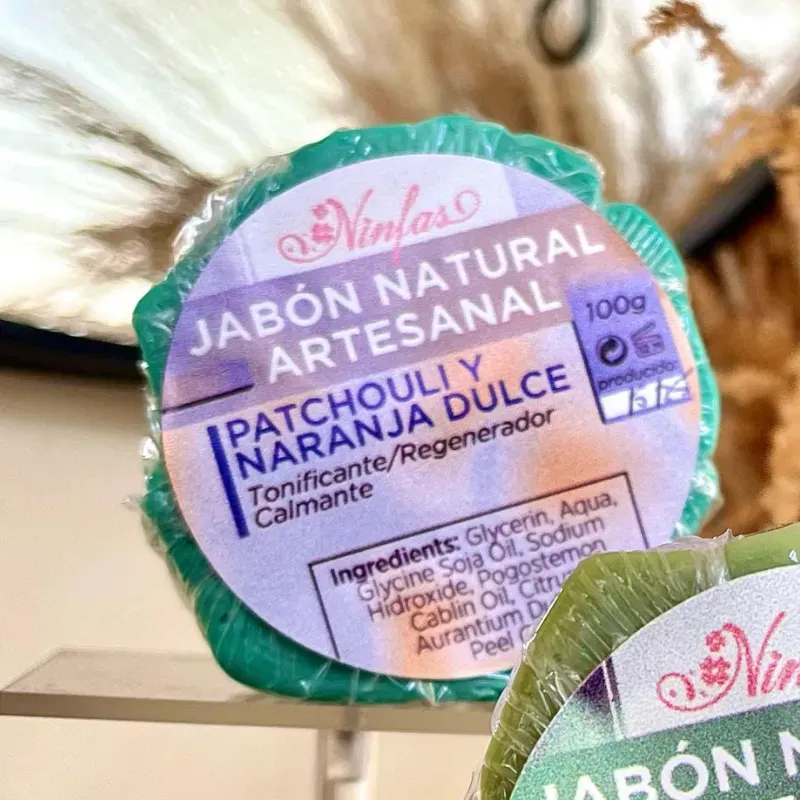 Ninfas
JABÓN NATURAL
ARTESANAL
100g
producido:
PATCHOULI Y
NARANJA DULCE
Tonificante/Regenerador
Calmante
Ingredients: Glycerin, Aqua,
Glycine Soja Oil, Sodium
Hidroxide, Pogostemon
Cablin Oil, Citrus
Aurantium
Peel
Nin
JABÓN N